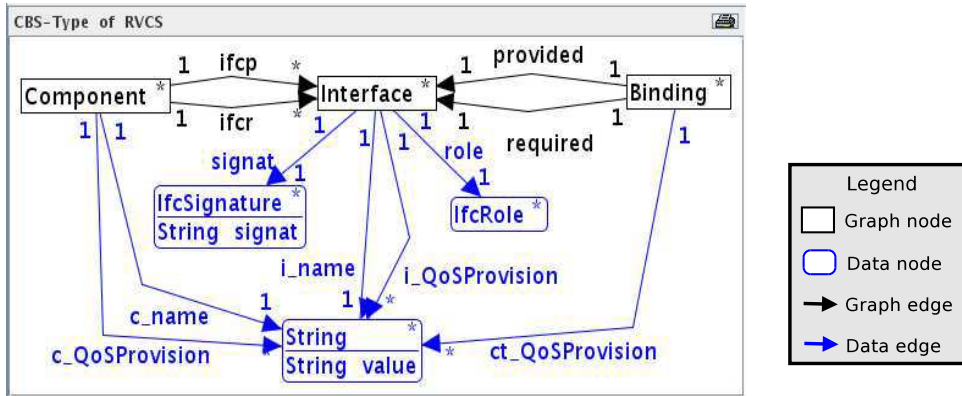 CBS-Type of RVCS
1 ifcp *
Component *
1 ifcr *
Interface *
1 provided 1
1 required 1
Binding *
1 1
1 1 1 1
1
signat
1
role
1
IfcSignature *
String signat
IfcRole *
i_name
i_QoSProvision
1 *
c_name
1
c_QoSProvision
*
ct_QoSProvision
*
String *
String value
Legend
Graph node
Data node
Graph edge
Data edge